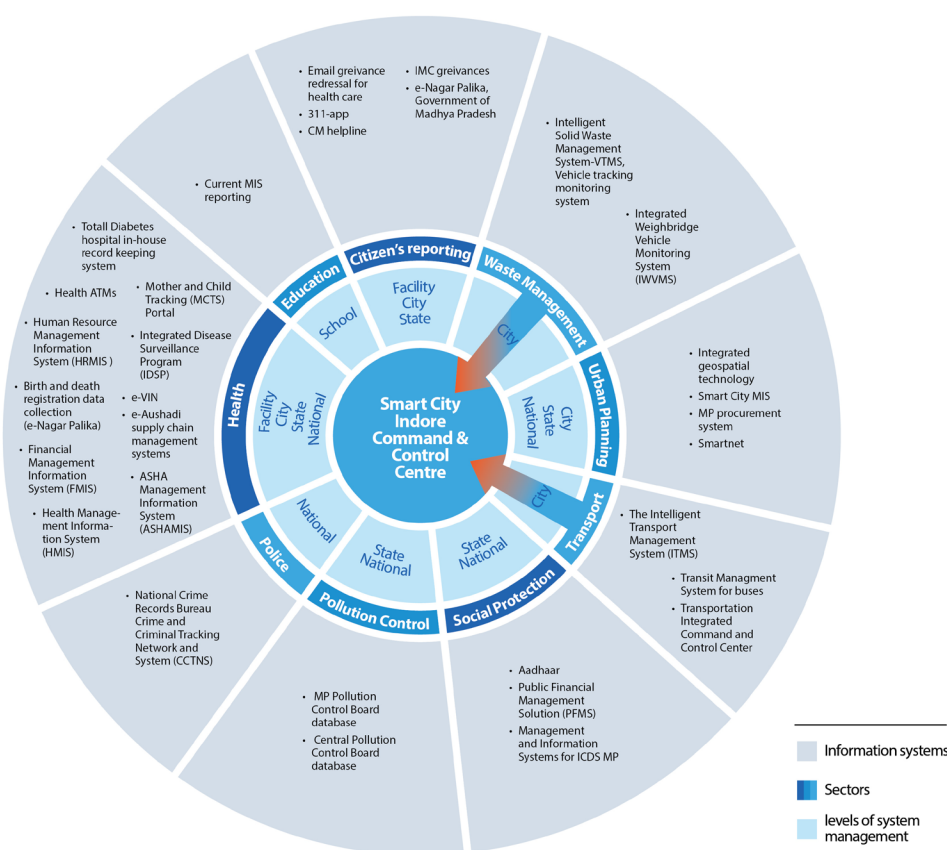 • Email greivance
redressal for
health care
• 311-app
• CM helpline
• IMC greivances
• e-Nagar Palika,
Government of
Madhya Pradesh
• Intelligent
Solid Waste
Management
System-VTMS,
Vehicle tracking
monitoring
system
• Integrated
Weighbridge
Vehicle
Monitoring
System
(IWVMS)
• Integrated
geospatial
technology
• Smart City MIS
• MP procurement
system
• Smartnet
• The Intelligent
Transport
Management
System (ITMS)
• Transit Managment
System for buses
• Transportation
Integrated
Command and
Control Center
• Aadhaar
• Public Financial
Management
Solution (PFMS)
• Management
and Information
Systems for ICDS MP
• MP Pollution
Control Board
database
• Central Pollution
Control Board
database
• National Crime
Records Bureau
Crime and
Criminal Tracking
Network and
System (CCTNS)
• Totall Diabetes
hospital in-house
record keeping
system
• Health ATMs
• Human Resource
Management
Information
System (HRMIS )
• Birth and death
registration data
collection
(e-Nagar Palika)
• Financial
Management
Information
System (FMIS)
• Health Manage-
ment Informa-
tion System
(HMIS)
• Mother and Child
Tracking (MCTS)
Portal
• Integrated Disease
Surveillance
Program
(IDSP)
• e-VIN
• e-Aushadi
supply chain
management
systems
• ASHA
Management
Information
System
(ASHAMIS)
• Current MIS
reporting
Citizen's reporting
Waste Management
Urban Planning
Transport
Social Protection
Pollution Control
Police
Health
Education
Facility
City
State
City
City
State
National
City
State
National
State
National
National
Facility
City
State
National
School
Smart City
Indore
Command &
Control
Centre
Information systems
Sectors
levels of system
management